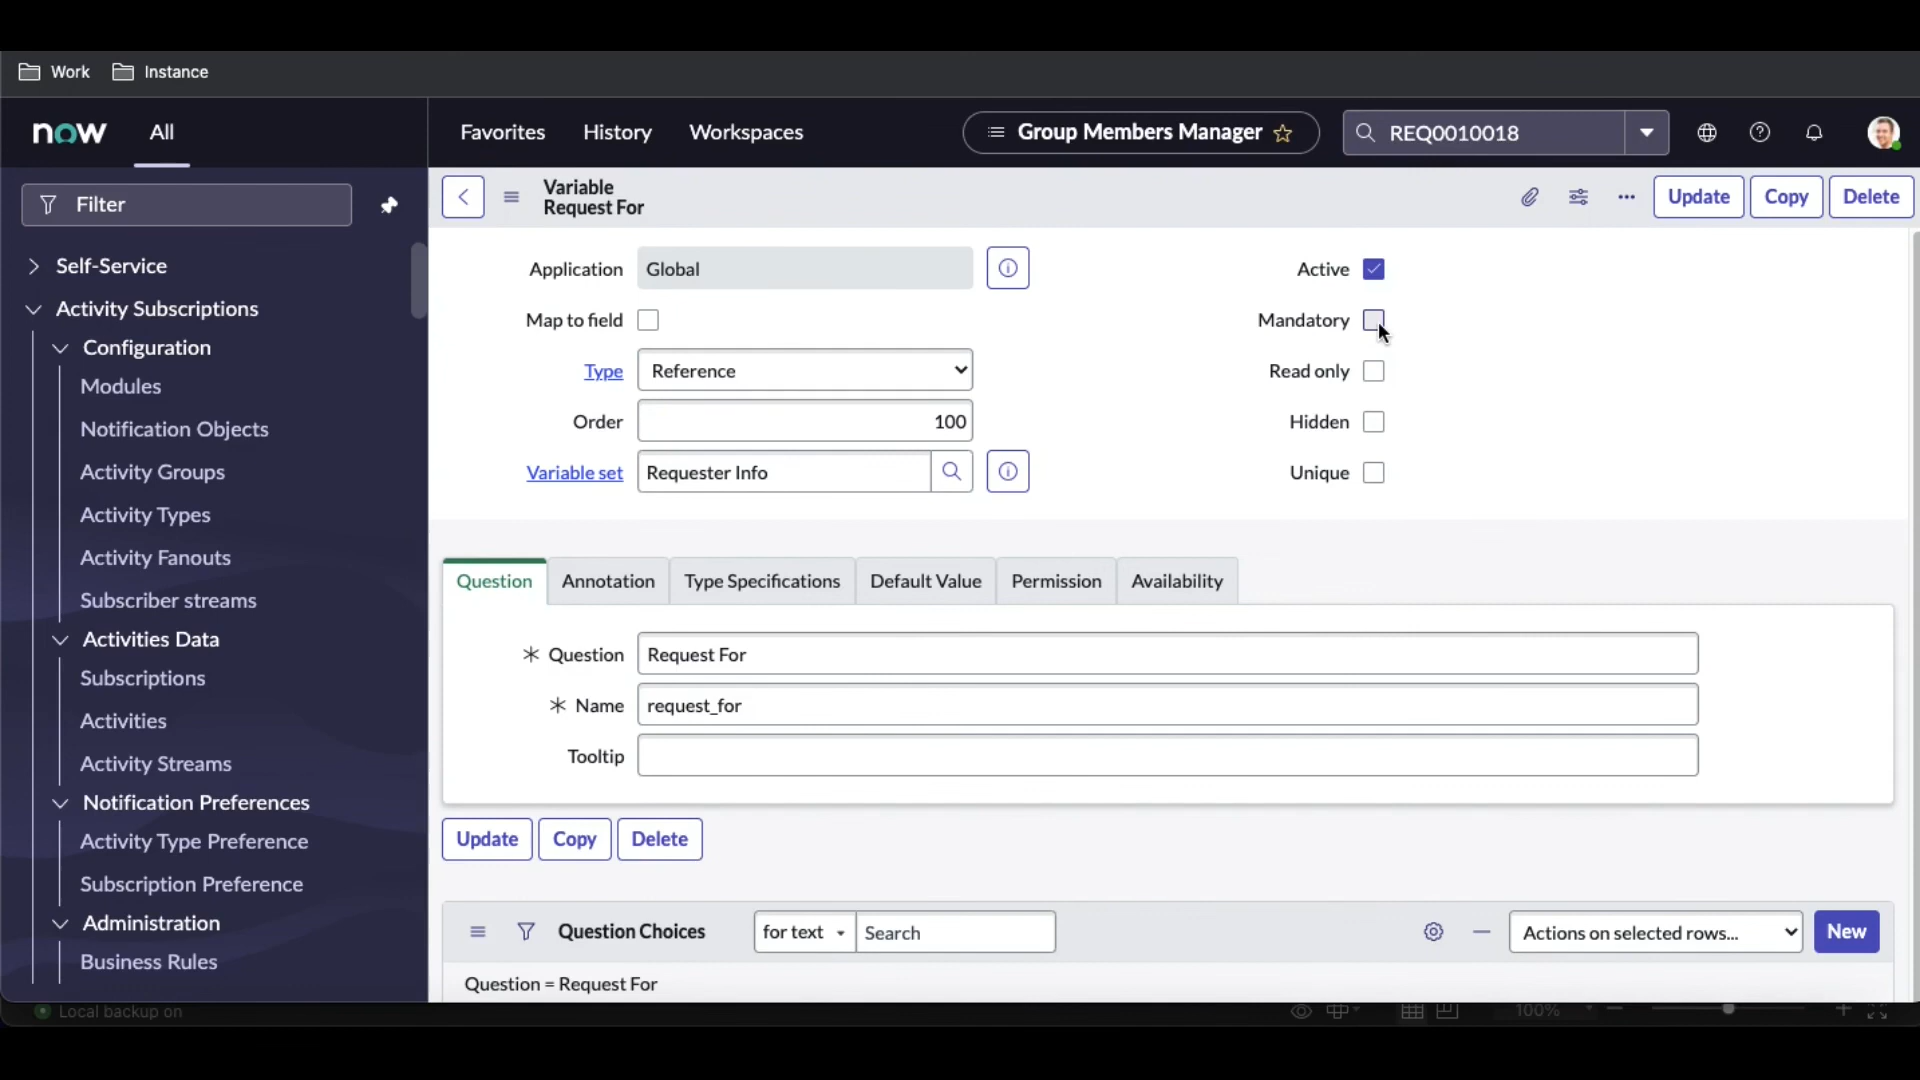 Work Instance
now All Favorites History Workspaces Group Members Manager REQ0010018
Filter
Variable
Request For
Update Copy Delete
Self-Service
Activity Subscriptions
Configuration
Modules
Notification Objects
Activity Groups
Activity Types
Activity Fanouts
Subscriber streams
Activities Data
Subscriptions
Activities
Activity Streams
Notification Preferences
Activity Type Preference
Subscription Preference
Administration
Business Rules
Application Global
Active
Map to field
Mandatory
Type Reference
Read only
Order 100
Hidden
Variable set Requester Info
Unique
Question Annotation Type Specifications Default Value Permission Availability
* Question Request For
* Name request_for
Tooltip
Update Copy Delete
Question Choices for text Search Actions on selected rows... New
Question = Request For
Local backup on 100%